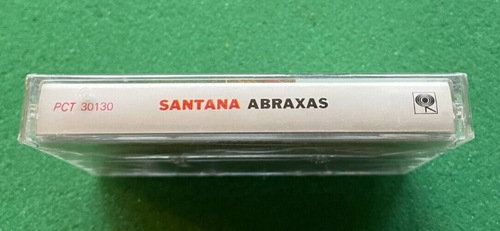 PCT 30130 SANTANA ABRAXAS